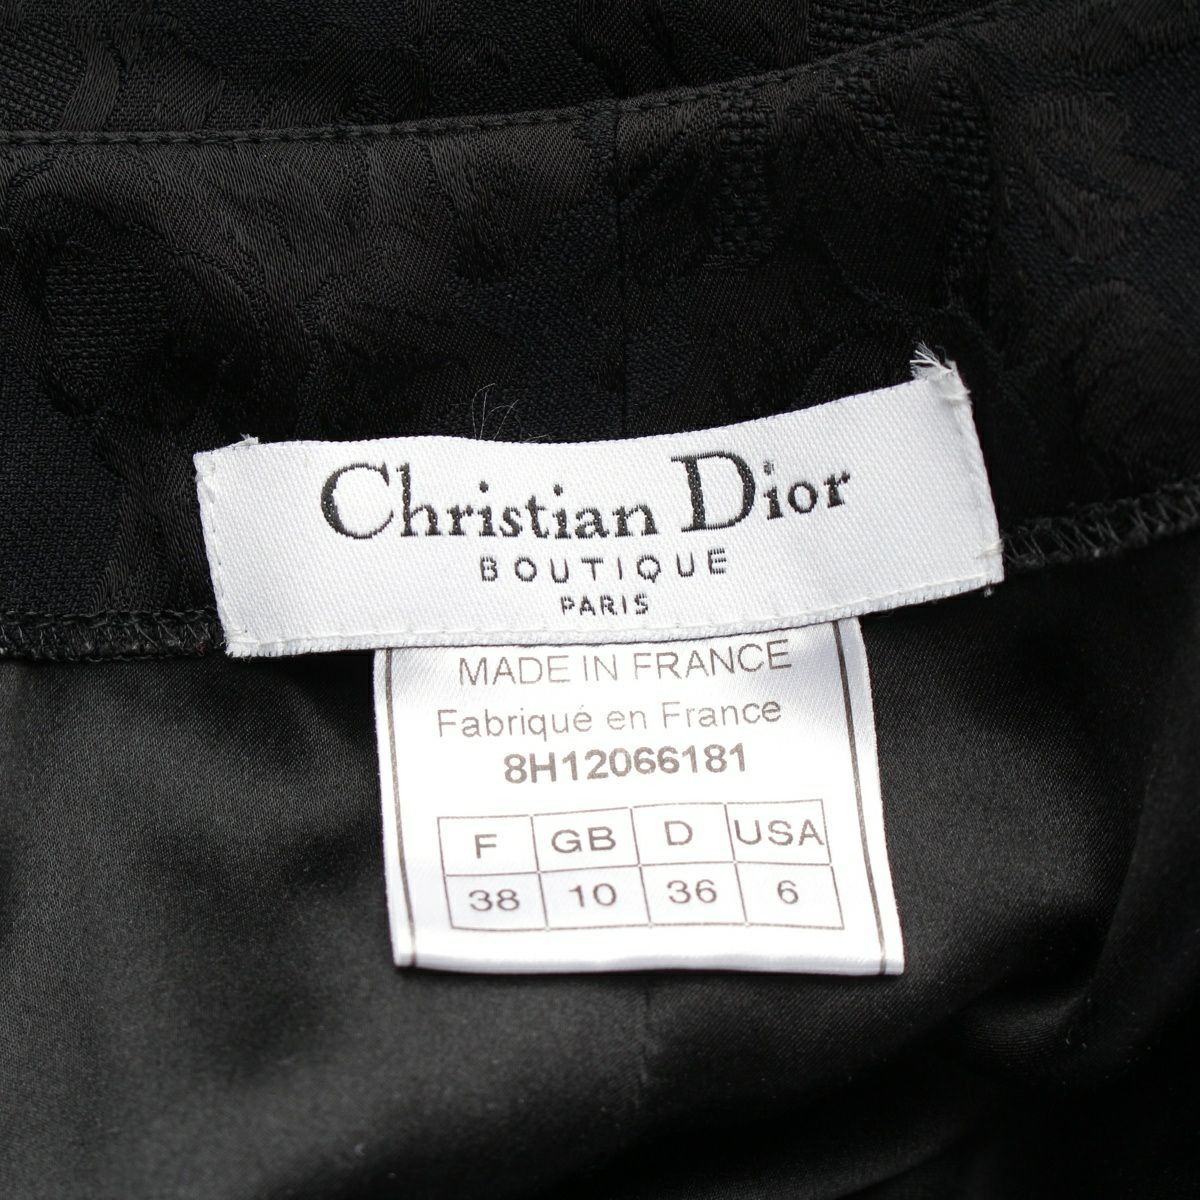 Christian Dior
BOUTIQUE
PARIS
MADE IN FRANCE
Fabriqué en France
8H12066181
F GB D USA
38 10 36 6